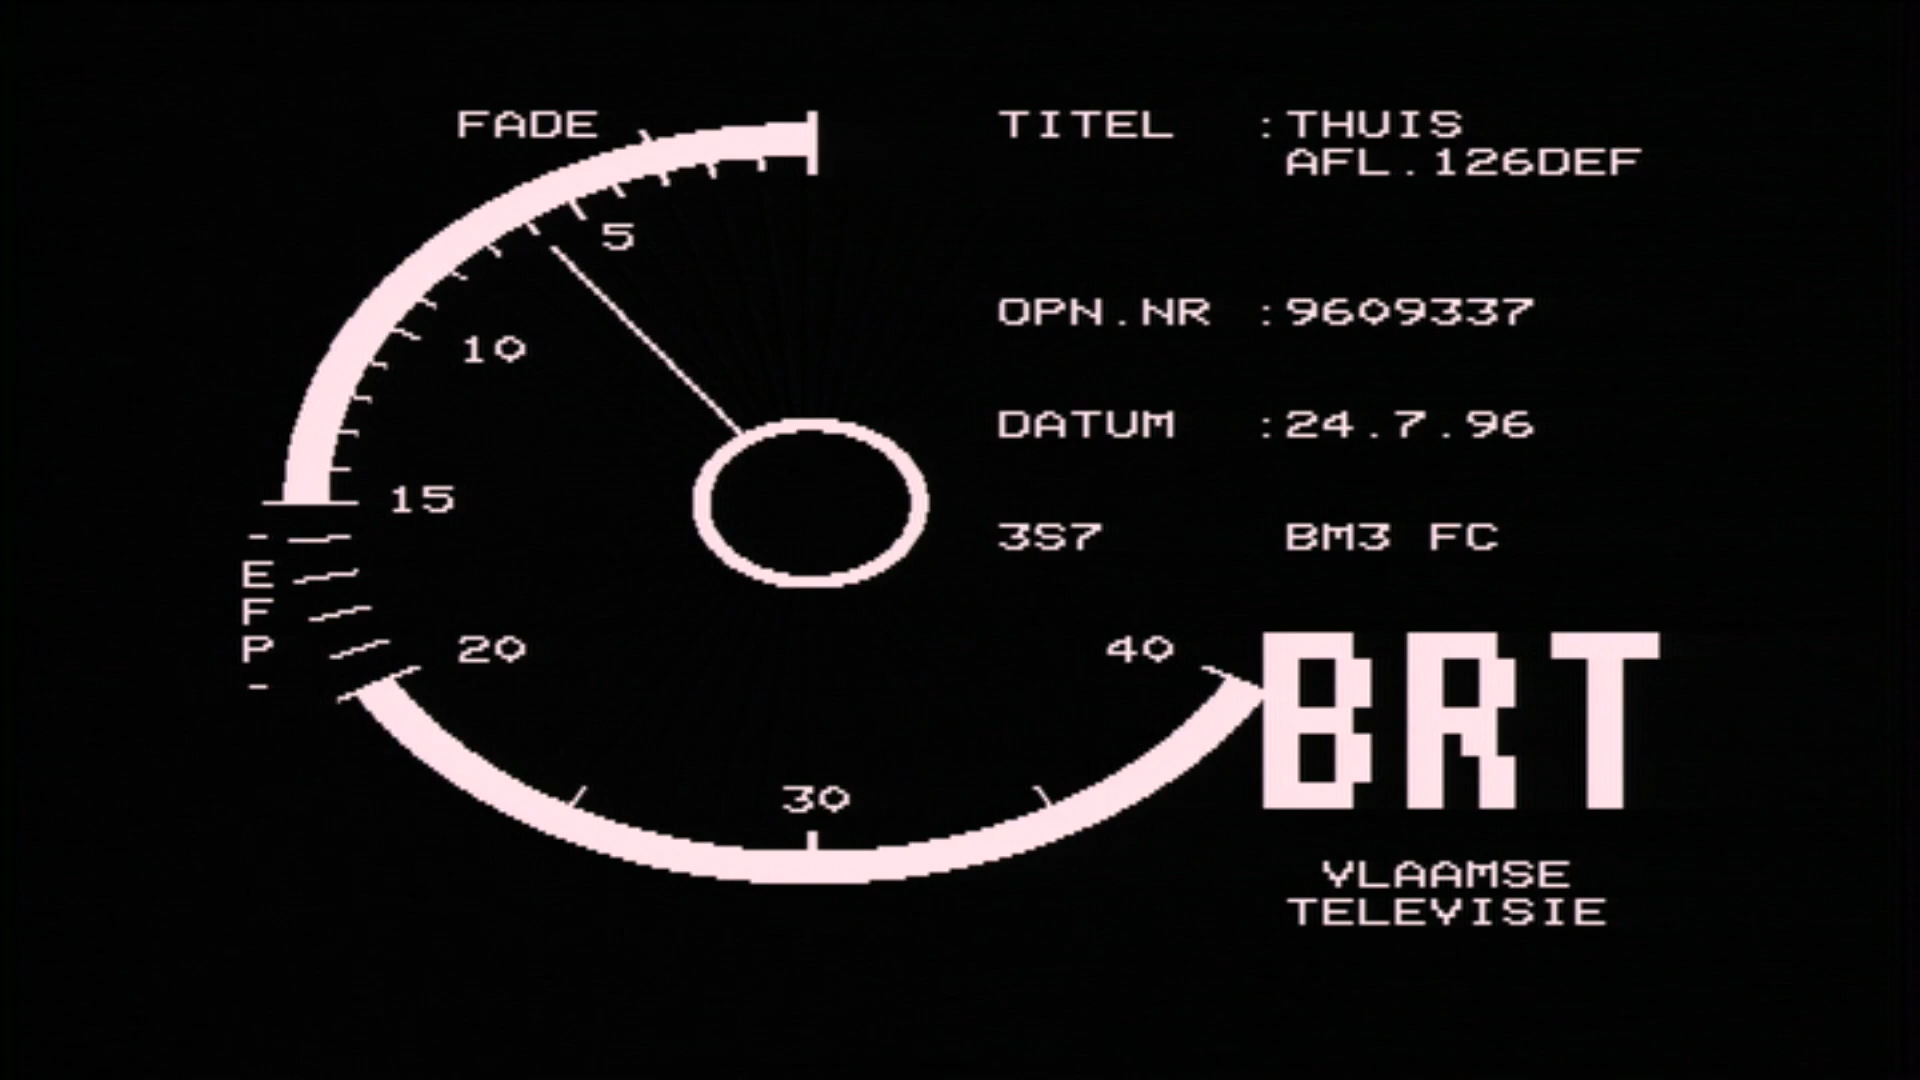 FADE
TITEL :THUIS
AFL.126DEF
5
OPN.NR :9609337
10
DATUM :24.7.96
15
3S7 BM3 FC
-
E
F
P
-
20
40
BRT
30
VLAAMSE
TELEVISIE